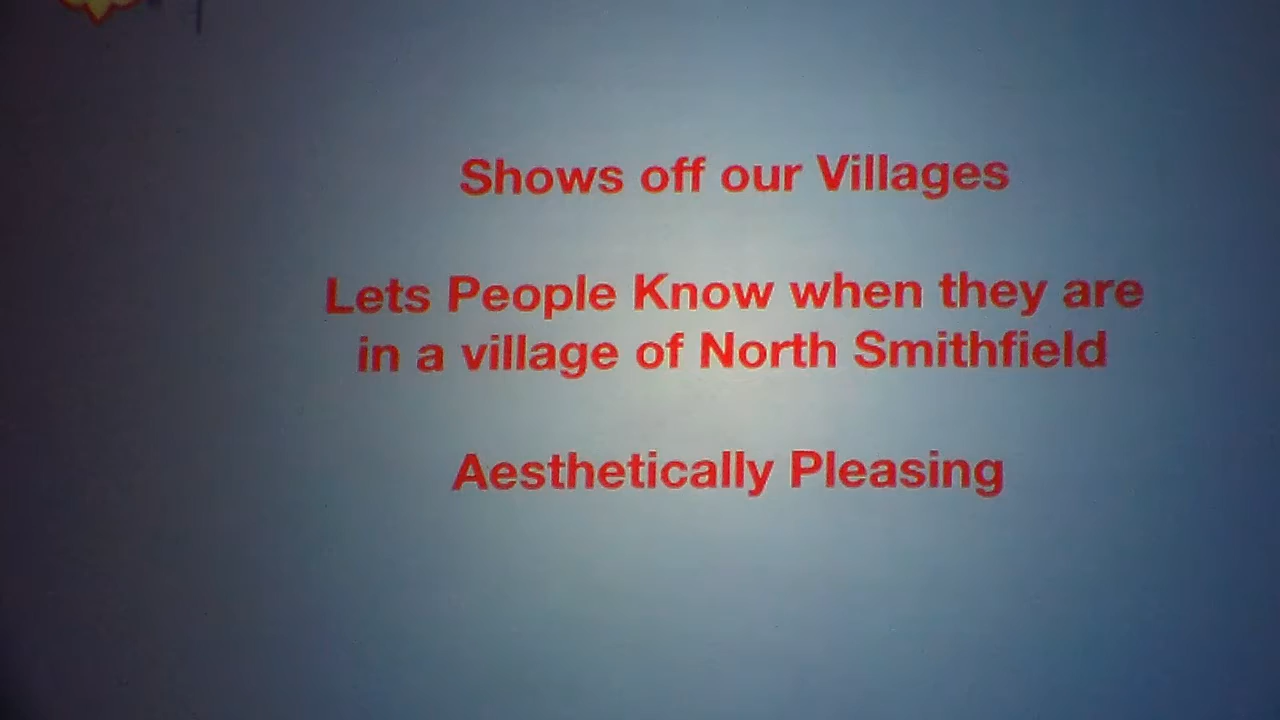 Shows off our Villages
Lets People Know when they are
in a village of North Smithfield
Aesthetically Pleasing